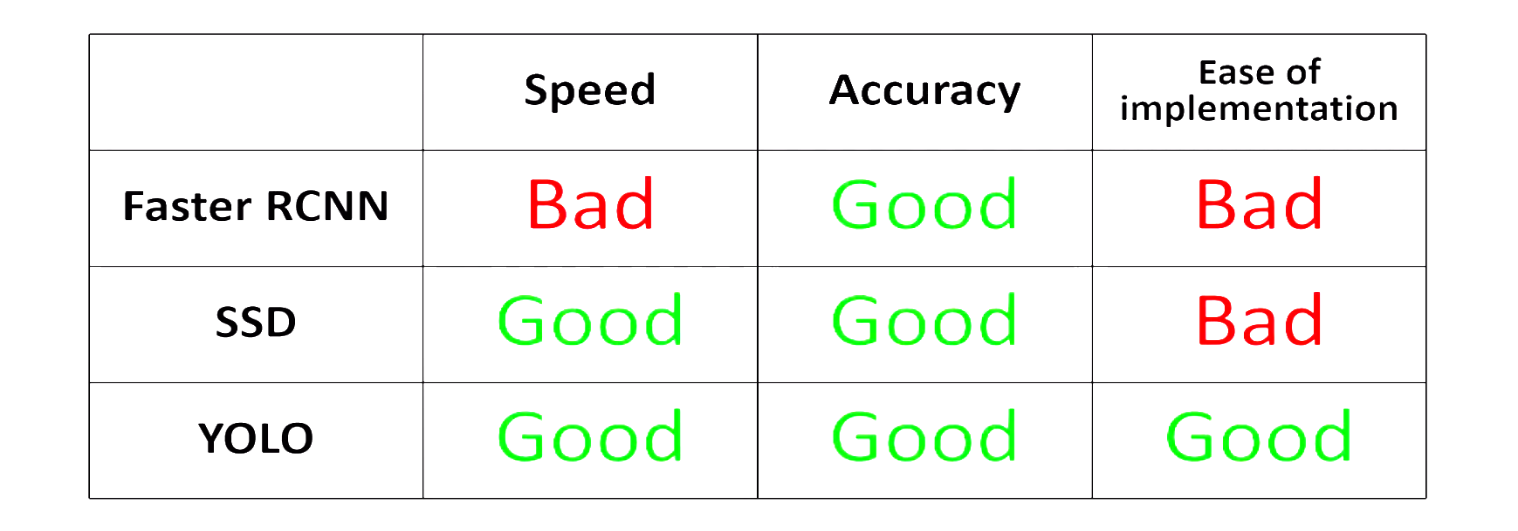 Speed
Accuracy
Ease of
implementation
Faster RCNN
Bad
Good
Bad
SSD
Good
Good
Bad
YOLO
Good
Good
Good